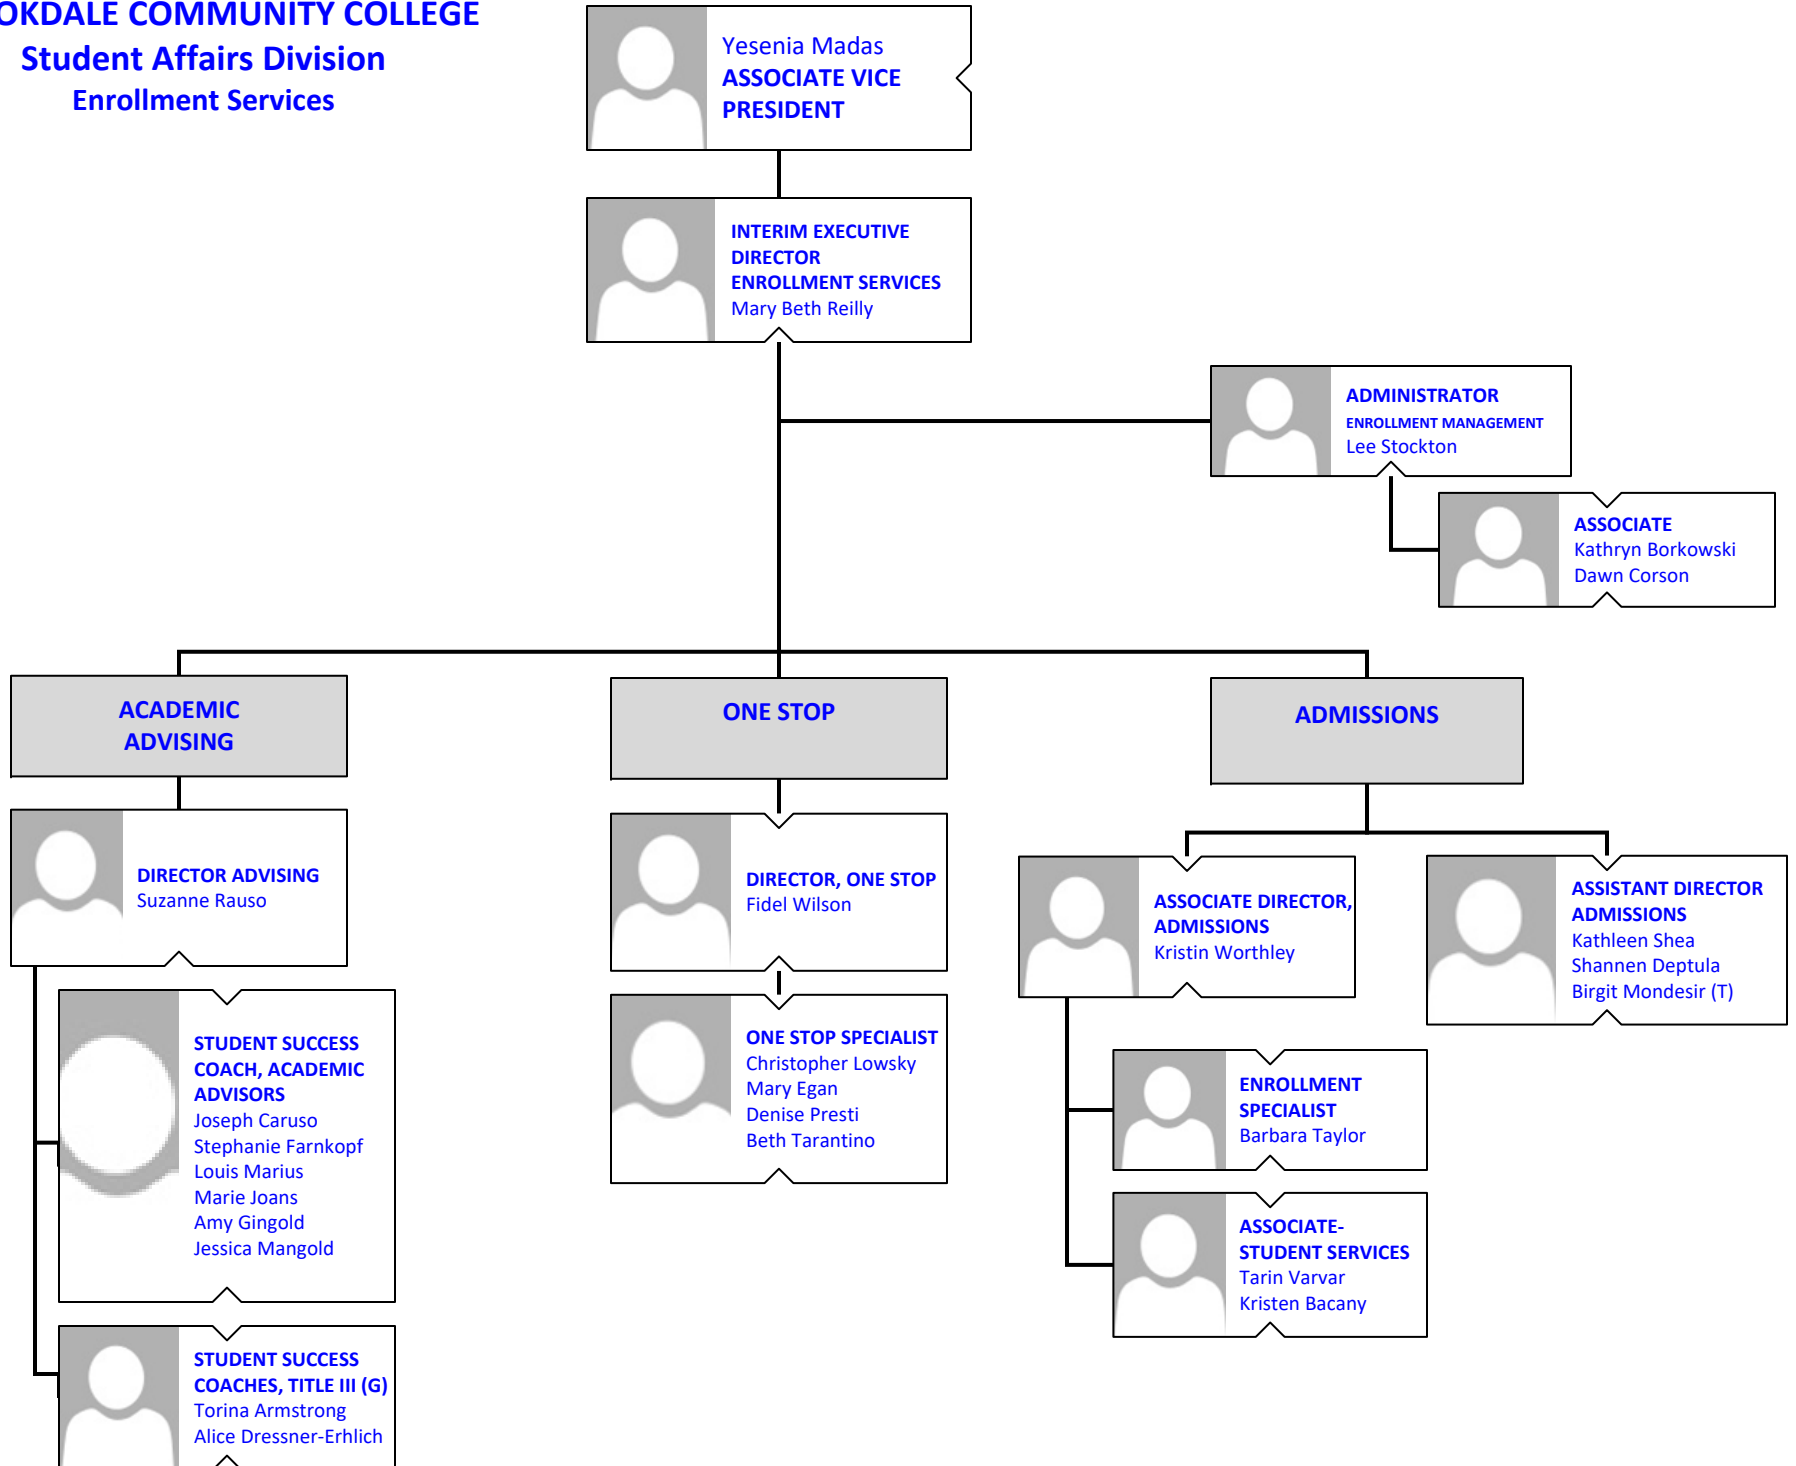 OKDALE COMMUNITY COLLEGE
Student Affairs Division
Enrollment Services
Yesenia Madas
ASSOCIATE VICE
PRESIDENT
INTERIM EXECUTIVE
DIRECTOR
ENROLLMENT SERVICES
Mary Beth Reilly
ADMINISTRATOR
ENROLLMENT MANAGEMENT
Lee Stockton
ASSOCIATE
Kathryn Borkowski
Dawn Corson
ACADEMIC
ADVISING
DIRECTOR ADVISING
Suzanne Rauso
STUDENT SUCCESS
COACH, ACADEMIC
ADVISORS
Joseph Caruso
Stephanie Farnkopf
Louis Marius
Marie Joans
Amy Gingold
Jessica Mangold
STUDENT SUCCESS
COACHES, TITLE III (G)
Torina Armstrong
Alice Dressner-Erhlich
ONE STOP
DIRECTOR, ONE STOP
Fidel Wilson
ONE STOP SPECIALIST
Christopher Lowsky
Mary Egan
Denise Presti
Beth Tarantino
ADMISSIONS
ASSOCIATE DIRECTOR,
ADMISSIONS
Kristin Worthley
ENROLLMENT
SPECIALIST
Barbara Taylor
ASSOCIATE-
STUDENT SERVICES
Tarin Varvar
Kristen Bacany
ASSISTANT DIRECTOR
ADMISSIONS
Kathleen Shea
Shannen Deptula
Birgit Mondesir (T)